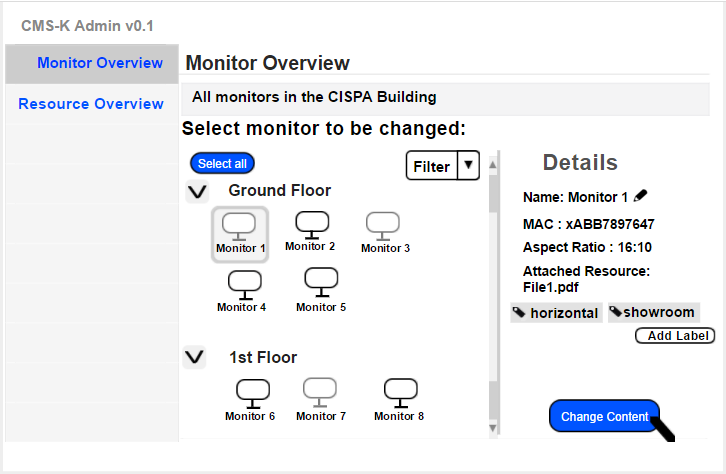 CMS-K Admin v0.1
Monitor Overview
Resource Overview
Monitor Overview
All monitors in the CISPA Building
Select monitor to be changed:
Select all
Filter
Ground Floor
Monitor 1
Monitor 2
Monitor 3
Monitor 4
Monitor 5
1st Floor
Monitor 6
Monitor 7
Monitor 8
Details
Name: Monitor 1
MAC : xABB7897647
Aspect Ratio : 16:10
Attached Resource:
File1.pdf
horizontal
showroom
Add Label
Change Content